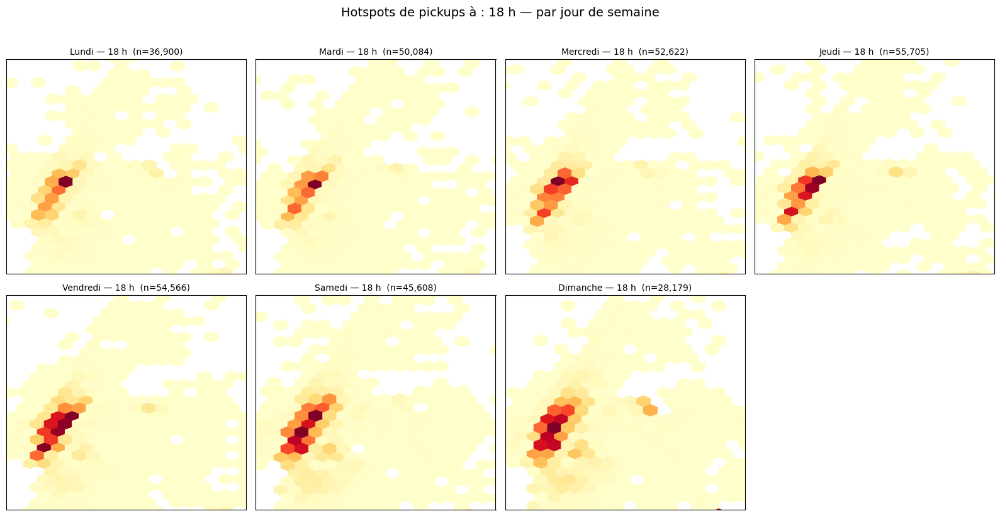 Hotspots de pickups à : 18 h — par jour de semaine
Lundi — 18 h  (n=36,900)
Mardi — 18 h  (n=50,084)
Mercredi — 18 h  (n=52,622)
Jeudi — 18 h  (n=55,705)
Vendredi — 18 h  (n=54,566)
Samedi — 18 h  (n=45,608)
Dimanche — 18 h  (n=28,179)